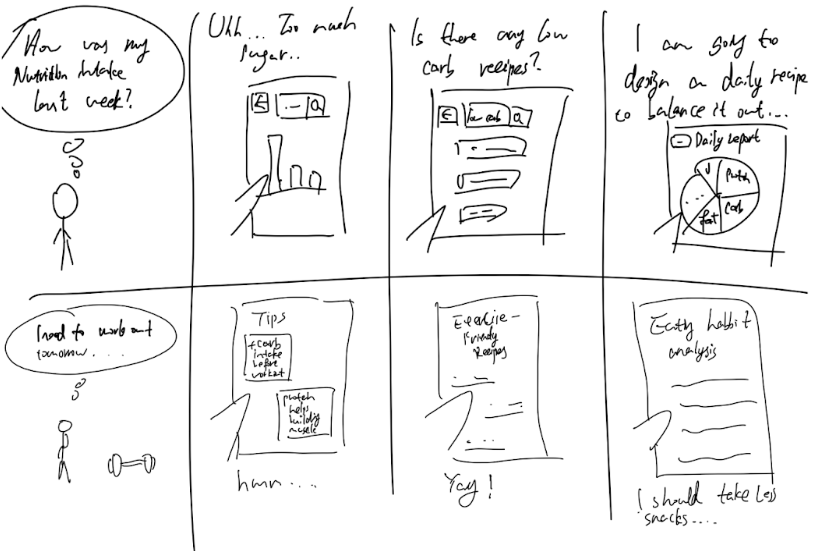 How was my
Nutrition intake
last week?
Uhh... Too much
sugar..
Is there any low
carb recipes?
low carb
I am going to
design an daily recipe
to balance it out...
Daily report
V
protein
carb
fat
...
I need to work out
tomorrow....
Tips
+carb
intake
before
workout
protein
helps
building
muscle
hmm....
Exercise-
Friendly
Recipes
Yay!
Eating habbit
analysis
I should take less
snacks....